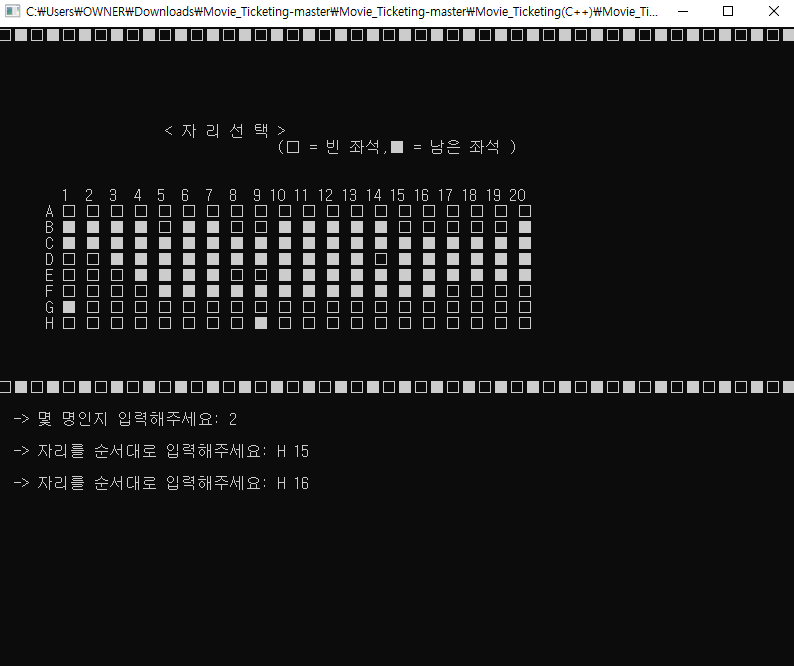 C:₩Users₩OWNER₩Downloads₩Movie_Ticketing-master₩Movie_Ticketing-master₩Movie_Ticketing(C++)₩Movie_Ti...
< 자 리 선 택 >
(□ = 빈 좌석,■ = 남은 좌석 )
1 2 3 4 5 6 7 8 9 10 11 12 13 14 15 16 17 18 19 20
A □ □ □ □ □ □ □ □ □ □ □ □ □ □ □ □ □ □ □ □
B ■ ■ ■ ■ □ ■ ■ □ □ ■ ■ ■ ■ ■ □ □ □ □ □ ■
C ■ ■ ■ ■ ■ ■ ■ ■ ■ ■ ■ ■ ■ ■ ■ ■ ■ ■ ■ ■
D □ □ ■ ■ ■ ■ ■ ■ ■ ■ ■ ■ ■ □ ■ ■ ■ ■ ■ ■
E □ □ □ ■ ■ ■ ■ □ □ ■ ■ ■ ■ ■ ■ ■ ■ ■ ■ ■
F □ □ □ □ ■ ■ ■ ■ ■ ■ ■ ■ ■ ■ ■ ■ □ □ □ □
G ■ □ □ □ □ □ □ □ □ □ □ □ □ □ □ □ □ □ □ □
H □ □ □ □ □ □ □ □ ■ □ □ □ □ □ □ □ □ □ □ □
-> 몇 명인지 입력해주세요: 2
-> 자리를 순서대로 입력해주세요: H 15
-> 자리를 순서대로 입력해주세요: H 16